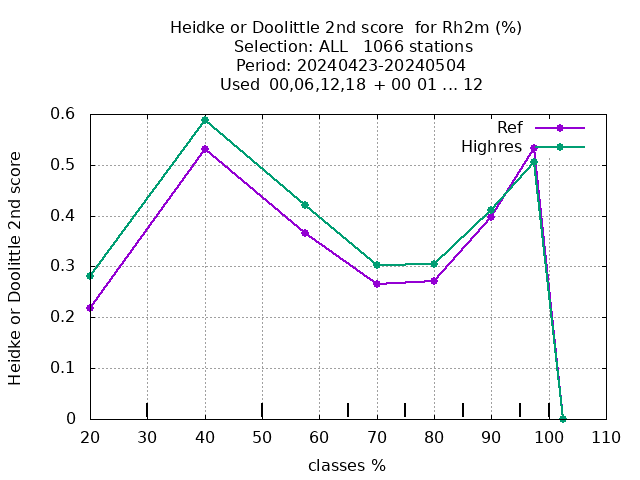 Heidke or Doolittle 2nd score  for Rh2m (%)
Selection: ALL   1066 stations
Period: 20240423-20240504
Used  00,06,12,18  + 00 01 ... 12
Ref
Highres
0.6
0.5
0.4
0.3
0.2
0.1
0
Heidke or Doolittle 2nd score
20 30 40 50 60 70 80 90 100 110
classes %